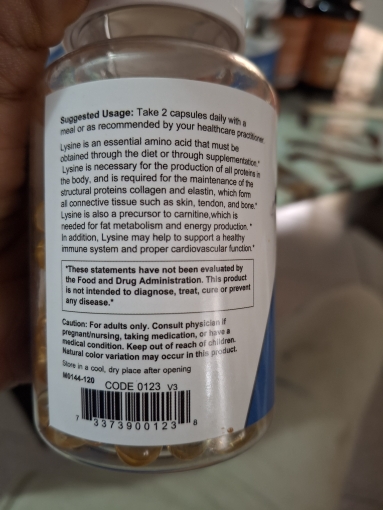 Suggested Usage: Take 2 capsules daily with a
meal or as recommended by your healthcare practitioner.
Lysine is an essential amino acid that must be
obtained through the diet or through supplementation.*
Lysine is necessary for the production of all proteins in
the body, and is required for the maintenance of the
structural proteins collagen and elastin, which form
all connective tissue such as skin, tendon, and bone.*
Lysine is also a precursor to carnitine,which is
needed for fat metabolism and energy production. *
In addition, Lysine may help to support a healthy
immune system and proper cardiovascular function.*
*These statements have not been evaluated by
the Food and Drug Administration. This product
is not intended to diagnose, treat, cure or prevent
any disease.*
Caution: For adults only. Consult physician if
pregnant/nursing, taking medication, or have a
medical condition. Keep out of reach of children.
Natural color variation may occur in this product.
Store in a cool, dry place after opening
M0144-120
CODE 0123 V3
7 33739 00123 8